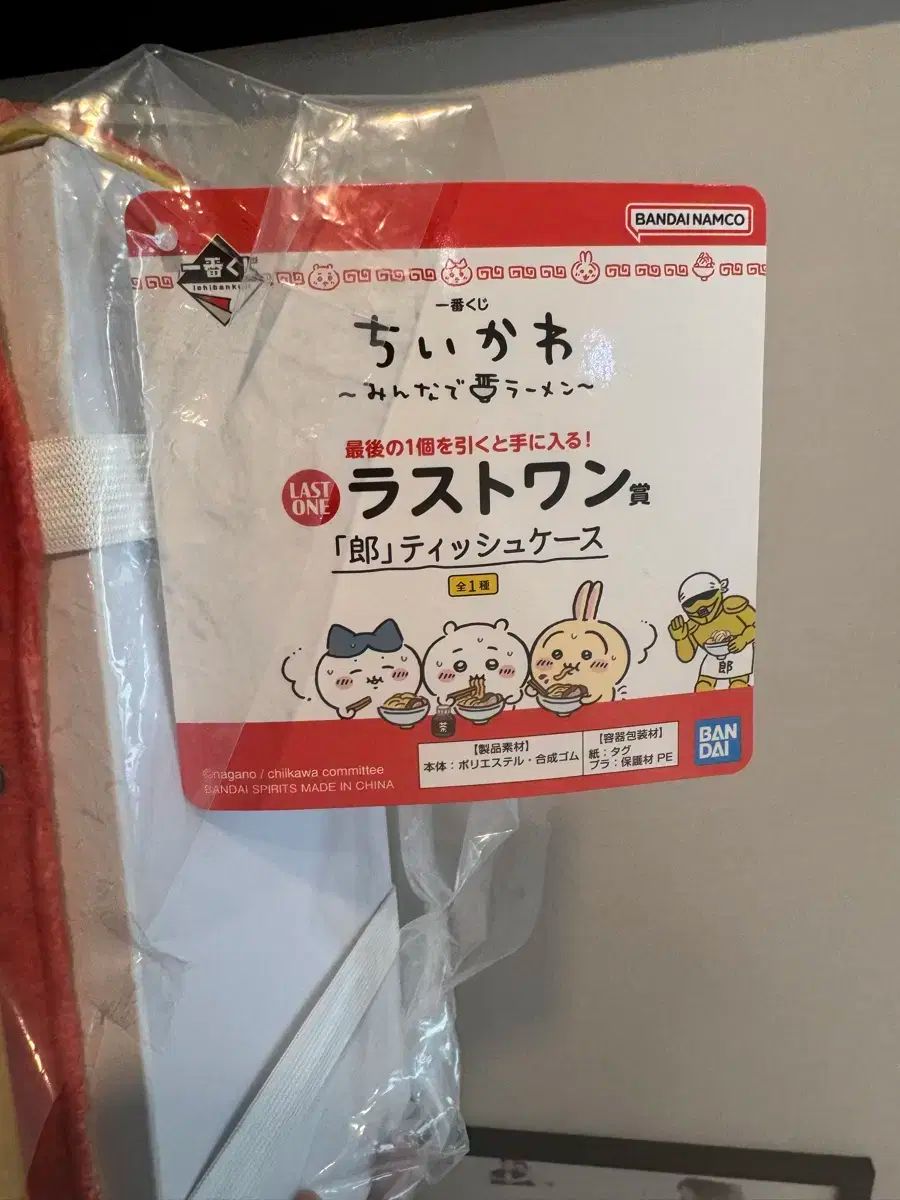 BANDAI NAMCO
一番く
ichibanku
一番くじ
ちいかわ
～みんなでラーメン～
最後の1個を引くと手に入る!
LAST ONE
ラストワン賞
「郎」ティッシュケース
全1種
郎
茶
【製品素材】
本体：ポリエステル・合成ゴム
【容器包装材】
紙：タグ
プラ：保護材 PE
BAN
DAI
©nagano / chiikawa committee
BANDAI SPIRITS MADE IN CHINA